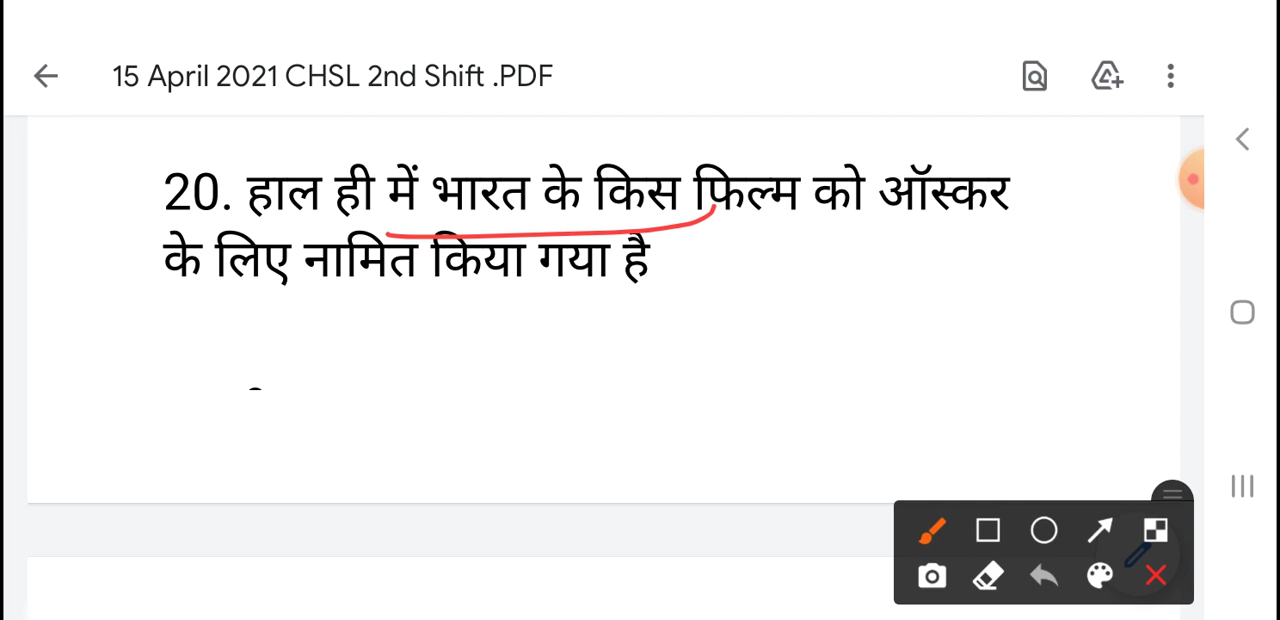 15 April 2021 CHSL 2nd Shift .PDF
20. हाल ही में भारत के किस फिल्म को ऑस्कर
के लिए नामित किया गया है